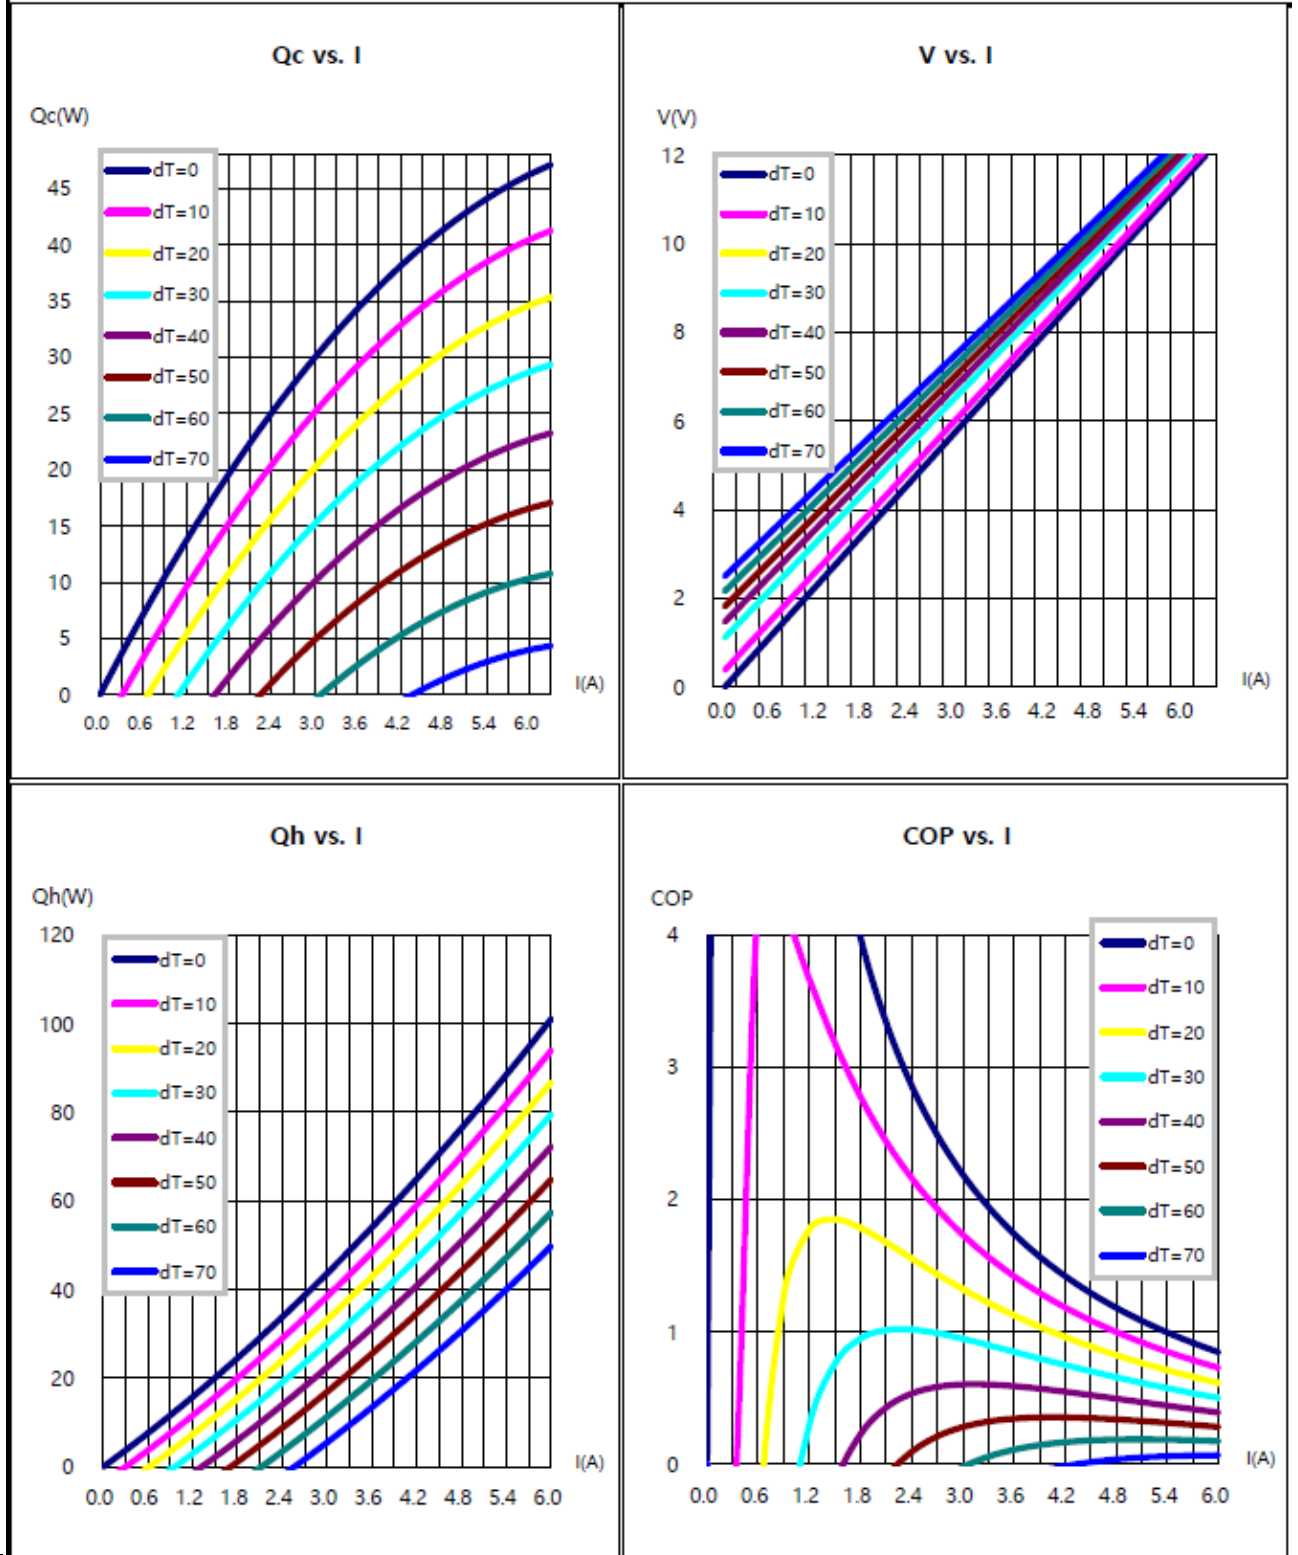 Qc vs. I
Qc(W)
dT=0
dT=10
dT=20
dT=30
dT=40
dT=50
dT=60
dT=70
45
40
35
30
25
20
15
10
5
0
I(A)
0.0 0.6 1.2 1.8 2.4 3.0 3.6 4.2 4.8 5.4 6.0
V vs. I
V(V)
dT=0
dT=10
dT=20
dT=30
dT=40
dT=50
dT=60
dT=70
12
10
8
6
4
2
0
I(A)
0.0 0.6 1.2 1.8 2.4 3.0 3.6 4.2 4.8 5.4 6.0
Qh vs. I
Qh(W)
dT=0
dT=10
dT=20
dT=30
dT=40
dT=50
dT=60
dT=70
120
100
80
60
40
20
0
I(A)
0.0 0.6 1.2 1.8 2.4 3.0 3.6 4.2 4.8 5.4 6.0
COP vs. I
COP
dT=0
dT=10
dT=20
dT=30
dT=40
dT=50
dT=60
dT=70
4
3
2
1
0
I(A)
0.0 0.6 1.2 1.8 2.4 3.0 3.6 4.2 4.8 5.4 6.0